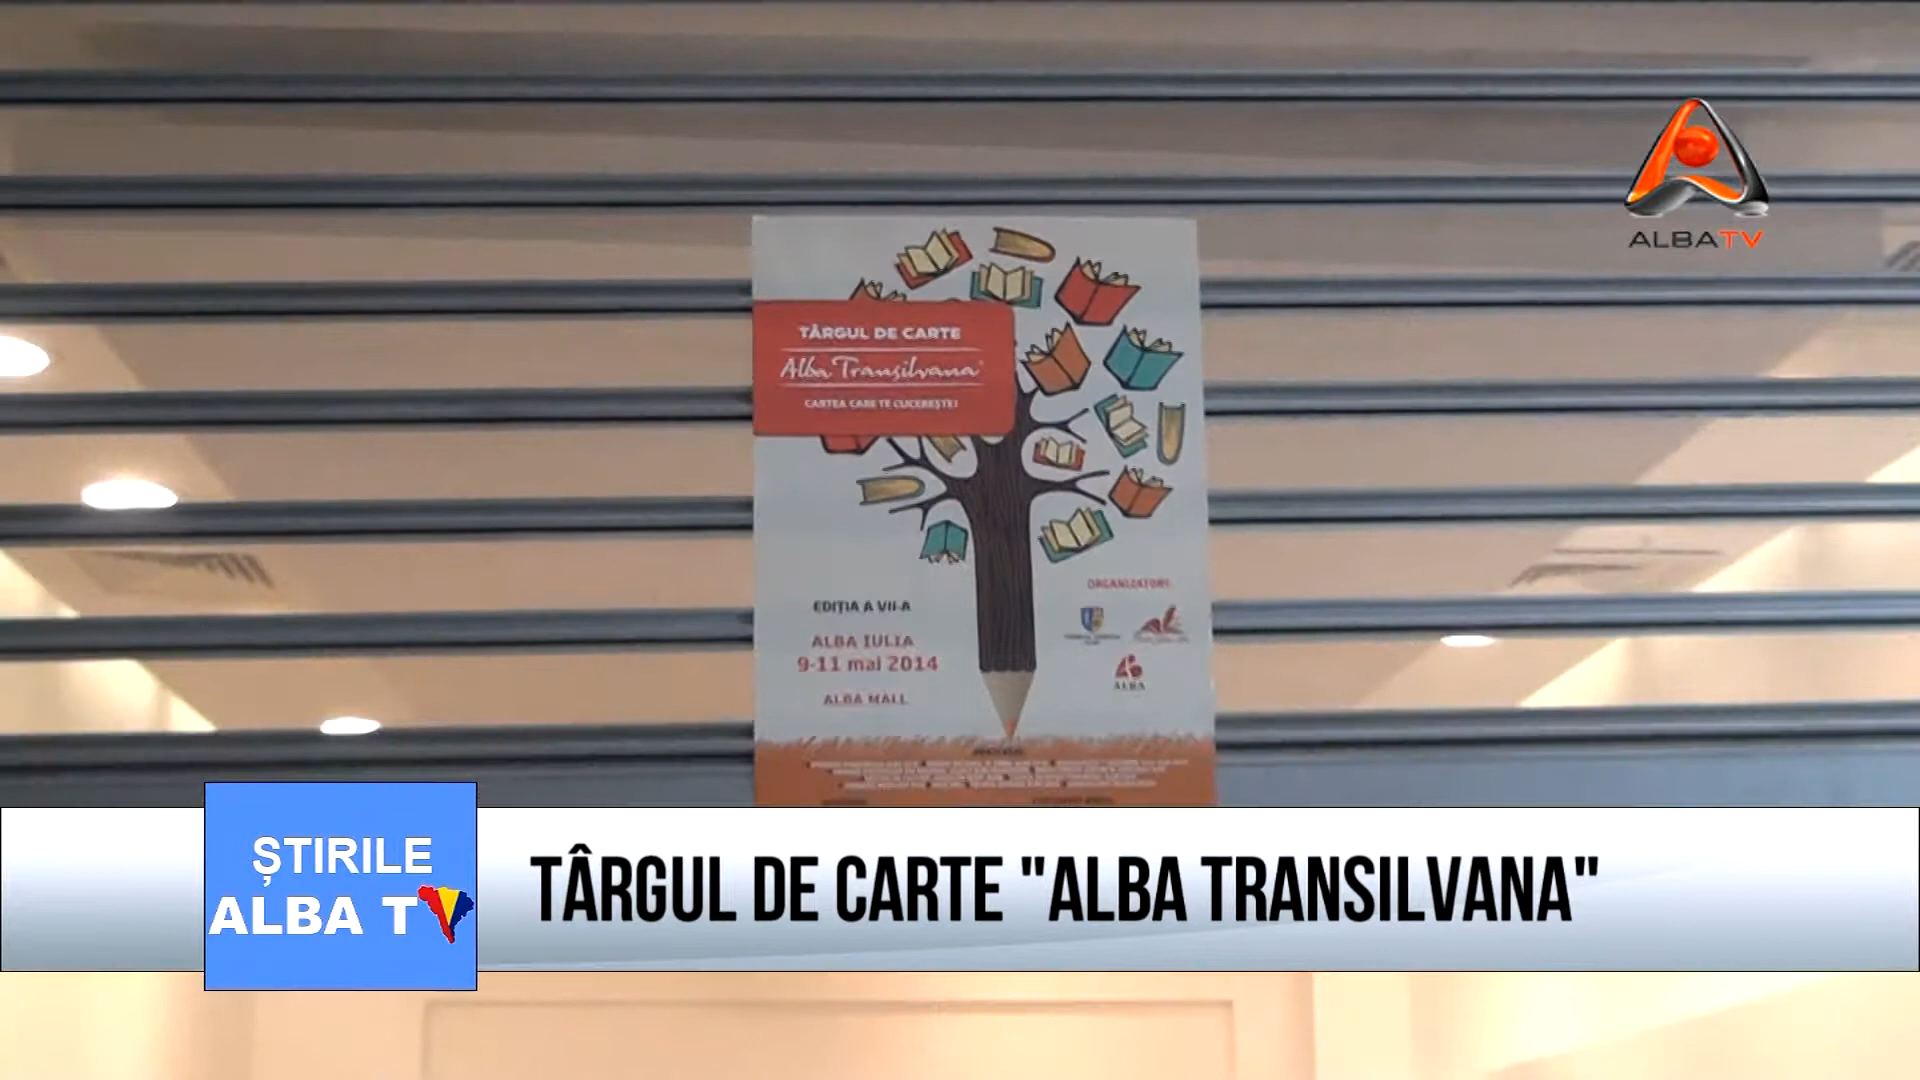 ALBATV
TÂRGUL DE CARTE
Alba Transilvana
CARTEA CARE TE CUCEREȘTE!
ORGANIZATORI
EDIȚIA A VII-A
ALBA IULIA
9-11 mai 2014
ALBA MALL
ALBA
ȘTIRILE
ALBA TV
TÂRGUL DE CARTE "ALBA TRANSILVANA"